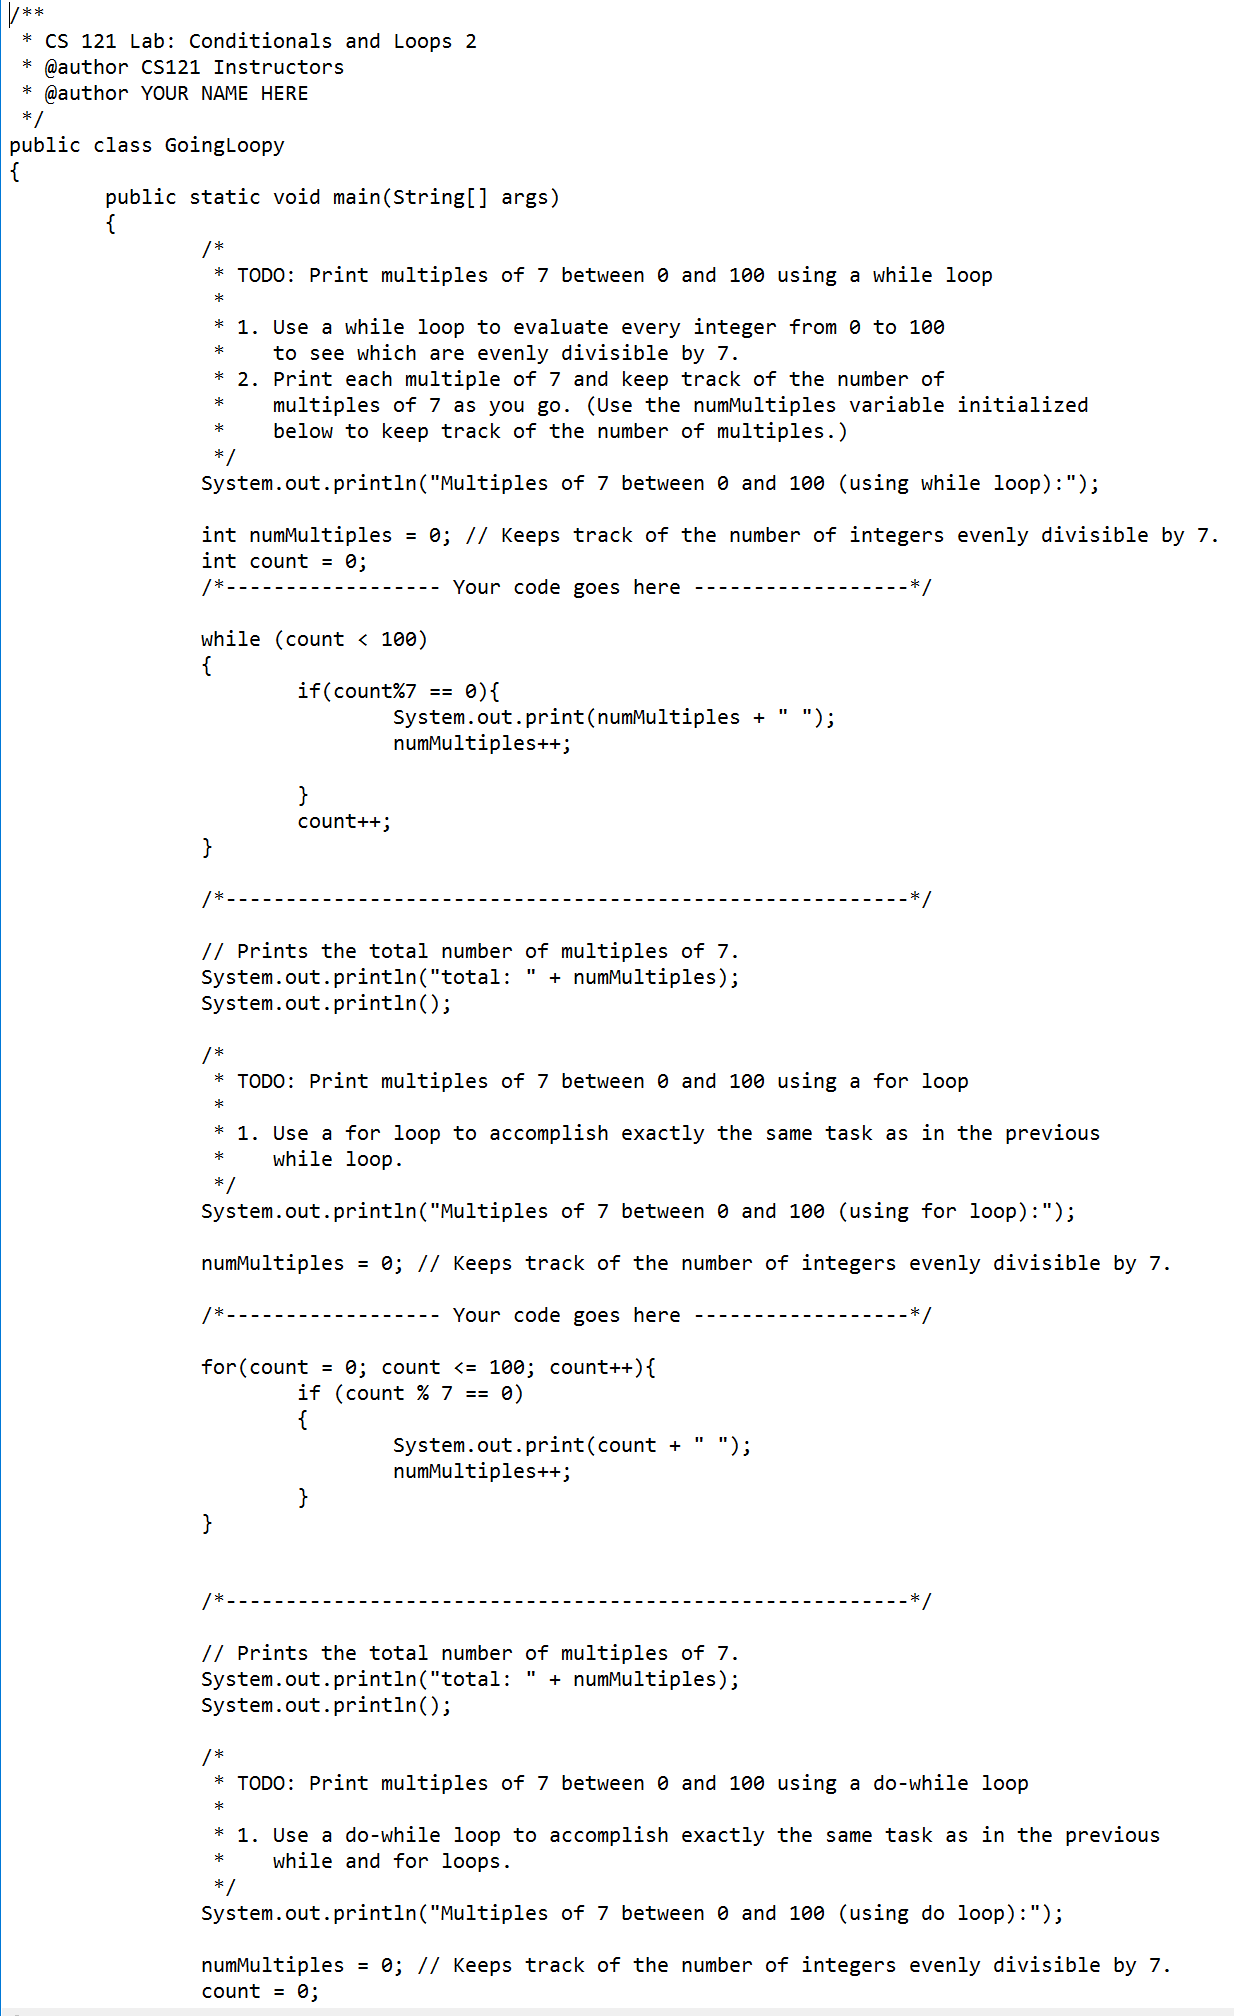 /**
 * CS 121 Lab: Conditionals and Loops 2
 * @author CS121 Instructors
 * @author YOUR NAME HERE
 */
public class GoingLoopy
{
        public static void main(String[] args)
        {
                /*
                 * TODO: Print multiples of 7 between 0 and 100 using a while loop
                 *
                 * 1. Use a while loop to evaluate every integer from 0 to 100
                 *    to see which are evenly divisible by 7.
                 * 2. Print each multiple of 7 and keep track of the number of
                 *    multiples of 7 as you go. (Use the numMultiples variable initialized
                 *    below to keep track of the number of multiples.)
                 */
                System.out.println("Multiples of 7 between 0 and 100 (using while loop):");

                int numMultiples = 0; // Keeps track of the number of integers evenly divisible by 7.
                int count = 0;
                /*------------------ Your code goes here ------------------*/

                while (count < 100)
                {
                        if(count%7 == 0){
                                System.out.print(numMultiples + " ");
                                numMultiples++;

                        }
                        count++;
                }

                /*---------------------------------------------------------*/

                // Prints the total number of multiples of 7.
                System.out.println("total: " + numMultiples);
                System.out.println();

                /*
                 * TODO: Print multiples of 7 between 0 and 100 using a for loop
                 *
                 * 1. Use a for loop to accomplish exactly the same task as in the previous
                 *    while loop.
                 */
                System.out.println("Multiples of 7 between 0 and 100 (using for loop):");

                numMultiples = 0; // Keeps track of the number of integers evenly divisible by 7.

                /*------------------ Your code goes here ------------------*/

                for(count = 0; count <= 100; count++){
                        if (count % 7 == 0)
                        {
                                System.out.print(count + " ");
                                numMultiples++;
                        }
                }


                /*---------------------------------------------------------*/

                // Prints the total number of multiples of 7.
                System.out.println("total: " + numMultiples);
                System.out.println();

                /*
                 * TODO: Print multiples of 7 between 0 and 100 using a do-while loop
                 *
                 * 1. Use a do-while loop to accomplish exactly the same task as in the previous
                 *    while and for loops.
                 */
                System.out.println("Multiples of 7 between 0 and 100 (using do loop):");

                numMultiples = 0; // Keeps track of the number of integers evenly divisible by 7.
                count = 0;